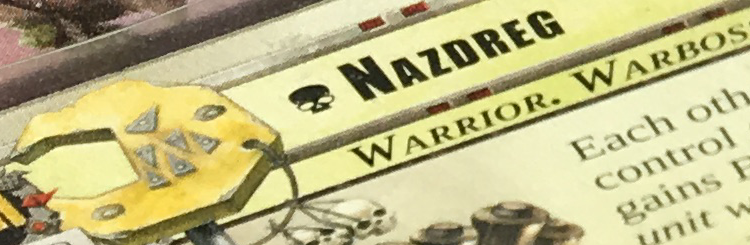 NAZDREG
WARRIOR. WARBOS
Each oth
control
gains
unit w